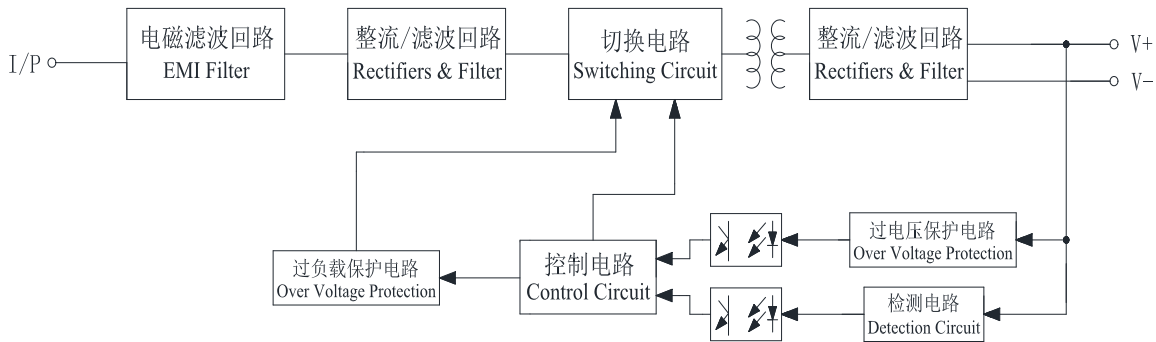 I/P
电磁滤波回路
EMI Filter
整流/滤波回路
Rectifiers & Filter
切换电路
Switching Circuit
整流/滤波回路
Rectifiers & Filter
V+
V-
过负载保护电路
Over Voltage Protection
控制电路
Control Circuit
过电压保护电路
Over Voltage Protection
检测电路
Detection Circuit